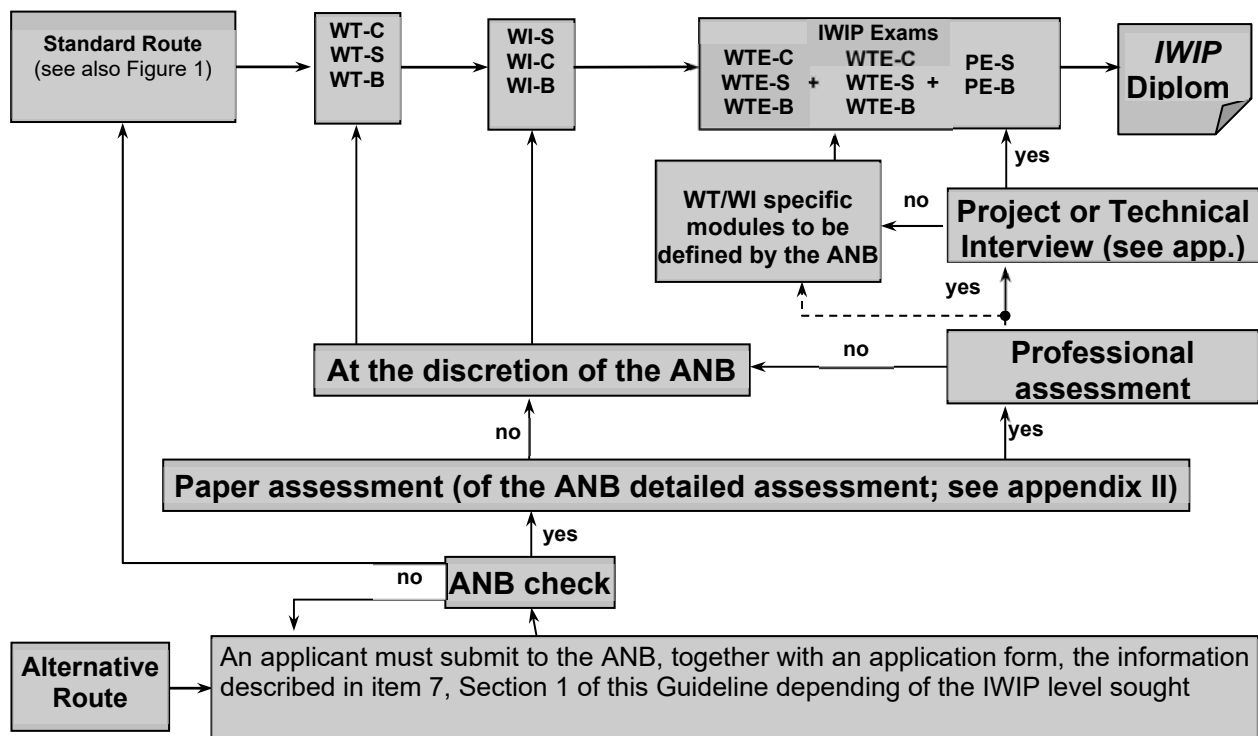 Standard Route
(see also Figure 1)
WT-C
WT-S
WT-B
WI-S
WI-C
WI-B
IWIP Exams
WTE-C WTE-C PE-S
WTE-S + WTE-S + PE-B
WTE-B WTE-B
IWIP
Diplom
yes
WT/WI specific
modules to be
defined by the ANB
no
Project or Technical
Interview (see app.)
yes
At the discretion of the ANB
no
Professional
assessment
no
yes
Paper assessment (of the ANB detailed assessment; see appendix II)
yes
no
ANB check
Alternative
Route
An applicant must submit to the ANB, together with an application form, the information
described in item 7, Section 1 of this Guideline depending of the IWIP level sought